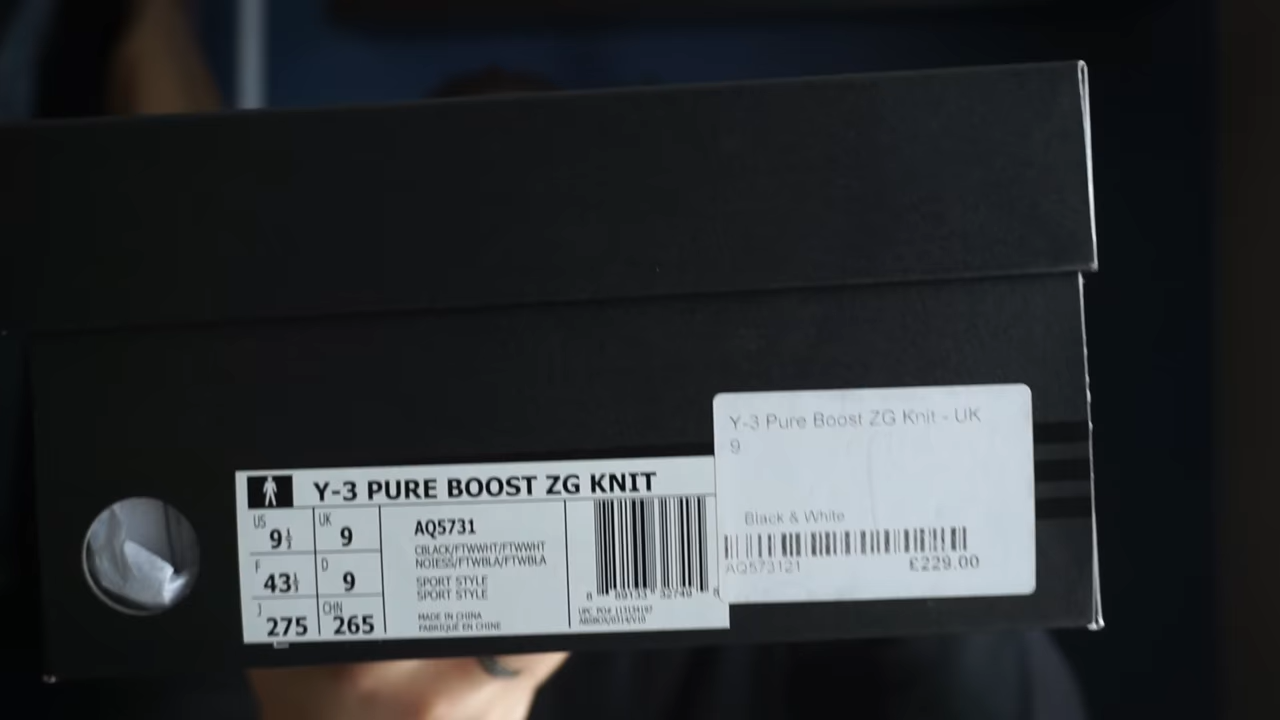 Y-3 PURE BOOST ZG KNIT
US
9½
UK
9
F
43½
D
9
J
275
CHN
265
AQ5731
CBLACK/FTWWHT/FTWWHT
NOIESS/FTWBLA/FTWBLA
SPORT STYLE
SPORT STYLE
MADE IN CHINA
FABRIQUÉ EN CHINE
Y-3 Pure Boost ZG Knit - UK
9
Black & White
AQ573121
£229.00